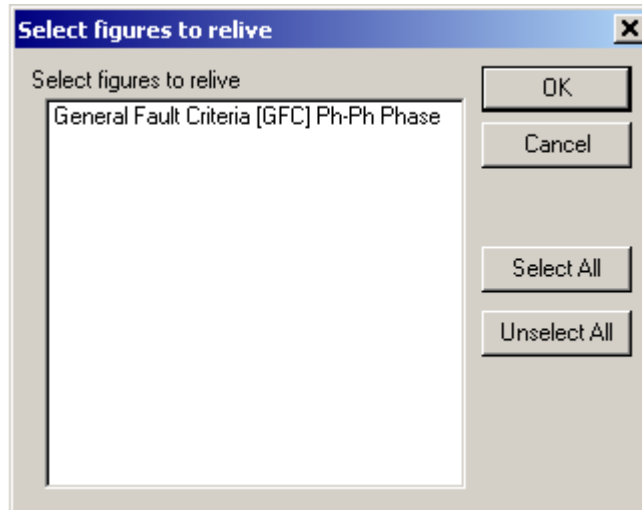 Select figures to relive
Select figures to relive
General Fault Criteria [GFC] Ph-Ph Phase
OK
Cancel
Select All
Unselect All